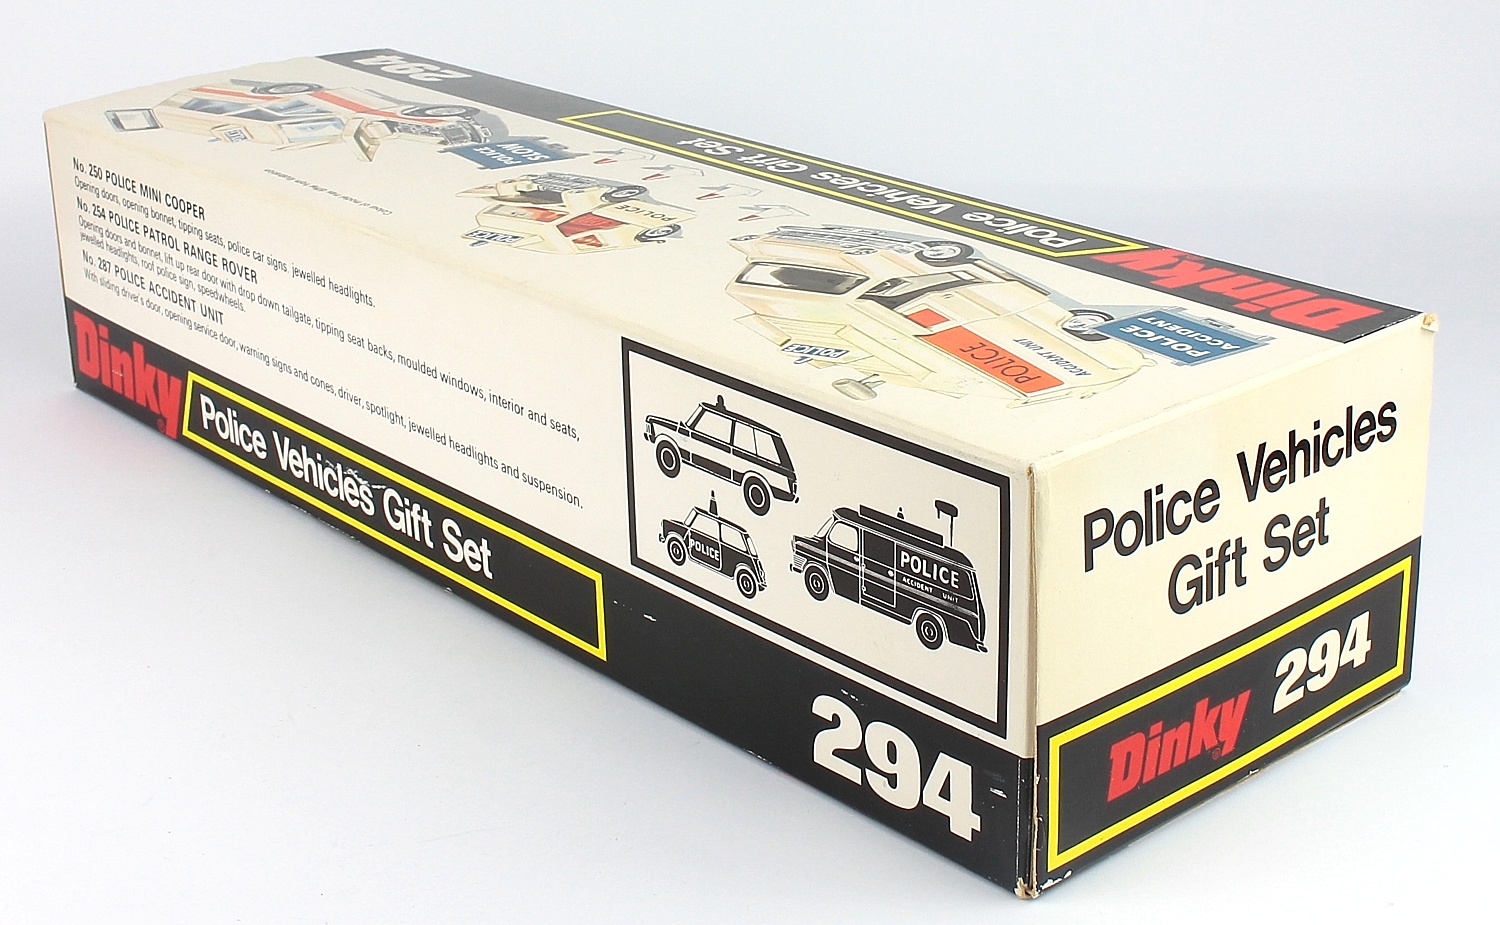 294
Police Vehicles Gift Set
Dinky
POLICE
SLOW
POLICE
POLICE
POLICE
POLICE
ACCIDENT
POLICE
POLICE
ACCIDENT UNIT
No. 250 POLICE MINI COOPER
Opening doors, opening bonnet, tipping seats, police car signs, jewelled headlights.
No. 254 POLICE PATROL RANGE ROVER
Opening doors and bonnet, lift up rear door with drop down tailgate, tipping seat backs, moulded windows, interior and seats,
jewelled headlights, roof police sign, speedwheels.
No. 287 POLICE ACCIDENT UNIT
With sliding driver's door, opening service door, warning signs and cones, driver, spotlight, jewelled headlights and suspension.
Dinky®
Police Vehicles Gift Set
POLICE
POLICE
ACCIDENT UNIT
294
Police Vehicles
Gift Set
Dinky® 294